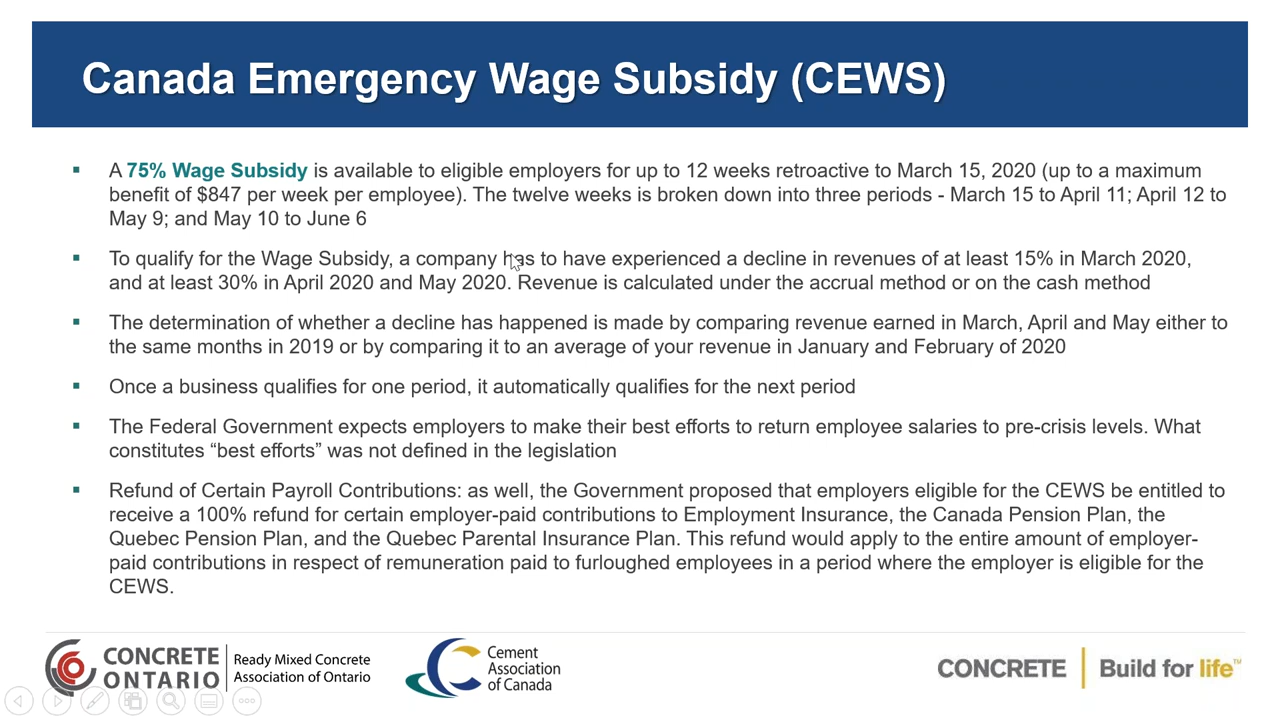 Canada Emergency Wage Subsidy (CEWS)
A 75% Wage Subsidy is available to eligible employers for up to 12 weeks retroactive to March 15, 2020 (up to a maximum
benefit of $847 per week per employee). The twelve weeks is broken down into three periods - March 15 to April 11; April 12 to
May 9; and May 10 to June 6
To qualify for the Wage Subsidy, a company has to have experienced a decline in revenues of at least 15% in March 2020,
and at least 30% in April 2020 and May 2020. Revenue is calculated under the accrual method or on the cash method
The determination of whether a decline has happened is made by comparing revenue earned in March, April and May either to
the same months in 2019 or by comparing it to an average of your revenue in January and February of 2020
Once a business qualifies for one period, it automatically qualifies for the next period
The Federal Government expects employers to make their best efforts to return employee salaries to pre-crisis levels. What
constitutes “best efforts” was not defined in the legislation
Refund of Certain Payroll Contributions: as well, the Government proposed that employers eligible for the CEWS be entitled to
receive a 100% refund for certain employer-paid contributions to Employment Insurance, the Canada Pension Plan, the
Quebec Pension Plan, and the Quebec Parental Insurance Plan. This refund would apply to the entire amount of employer-
paid contributions in respect of remuneration paid to furloughed employees in a period where the employer is eligible for the
CEWS.
CONCRETE
ONTARIO
Ready Mixed Concrete
Association of Ontario
Cement
Association
of Canada
CONCRETE
Build for life™